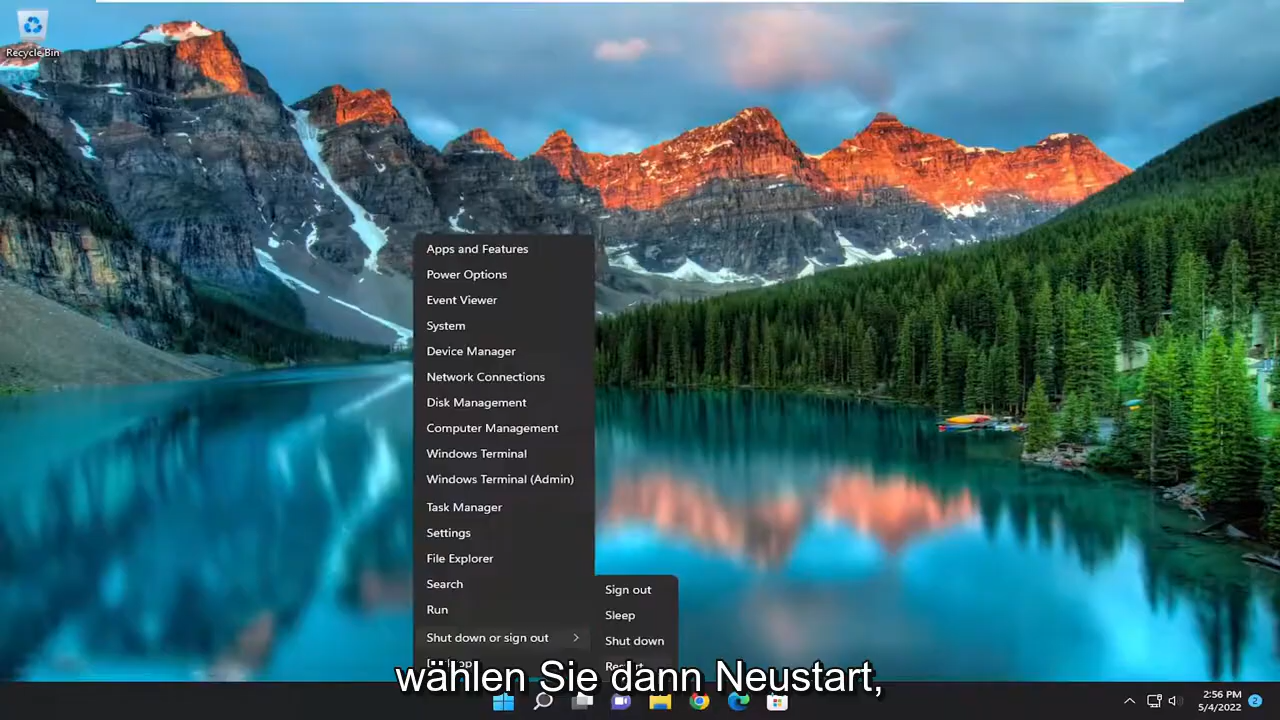 Recycle Bin
Apps and Features
Power Options
Event Viewer
System
Device Manager
Network Connections
Disk Management
Computer Management
Windows Terminal
Windows Terminal (Admin)
Task Manager
Settings
File Explorer
Search
Run
Shut down or sign out
Sign out
Sleep
Shut down
wählen Sie dann Neustart,
2:56 PM
5/4/2022
2